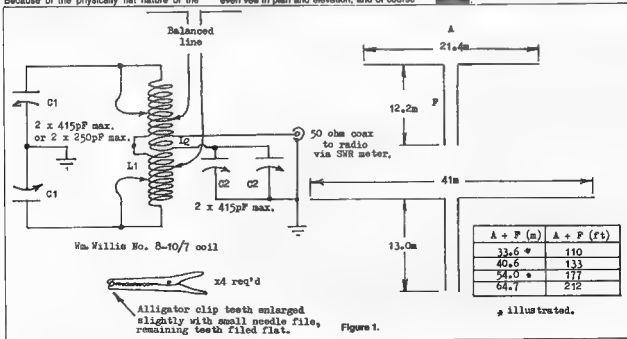 Because of the physically flat nature of the
even vee in plan and elevation, and of course
Balanced
line
C1
2 x 415pF max.
or 2 x 250pF max.
L1
L2
C1
C2
C2
2 x 415pF max.
50 ohm coax
to radio
via SWR meter.
Wm. Willis No. 8-10/7 coil
x4 req'd
Alligator clip teeth enlarged
slightly with small needle file,
remaining teeth filed flat.
Figure 1.
A
21.4m
12.2m
F
41m
13.0m
A + F (m) A + F (ft)
33.6 * 110
40.6 133
54.0 * 177
64.7 212
* illustrated.